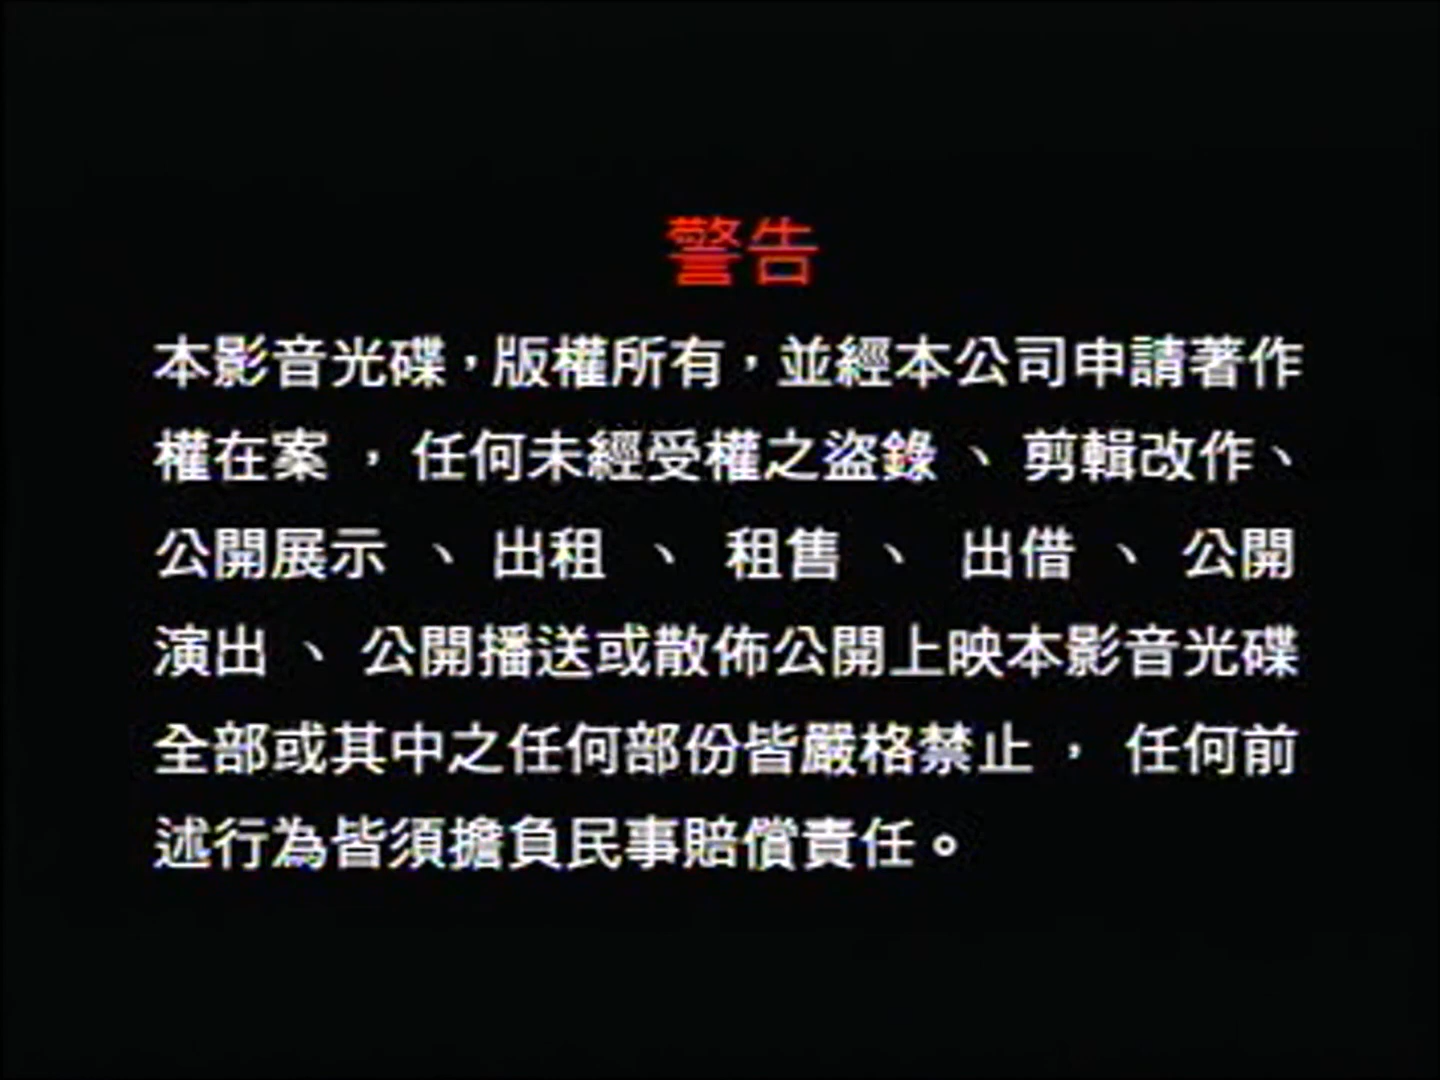 警告
本影音光碟，版權所有，並經本公司申請著作
權在案，任何未經受權之盜錄、剪輯改作、
公開展示、出租、租售、出借、公開
演出、公開播送或散佈公開上映本影音光碟
全部或其中之任何部份皆嚴格禁止，任何前
述行為皆須擔負民事賠償責任。